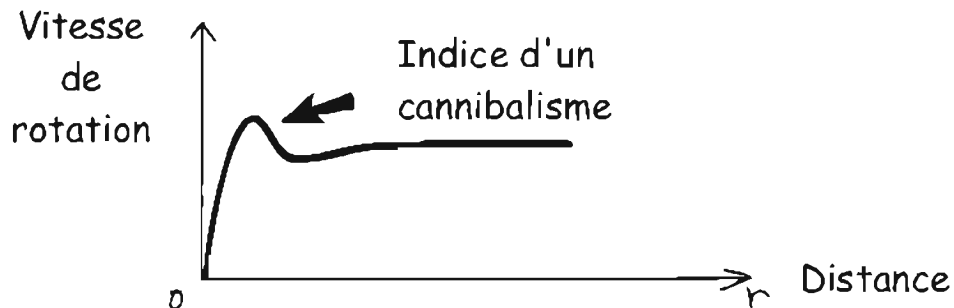 Vitesse
de
rotation
Indice d'un
cannibalisme
0
r
Distance